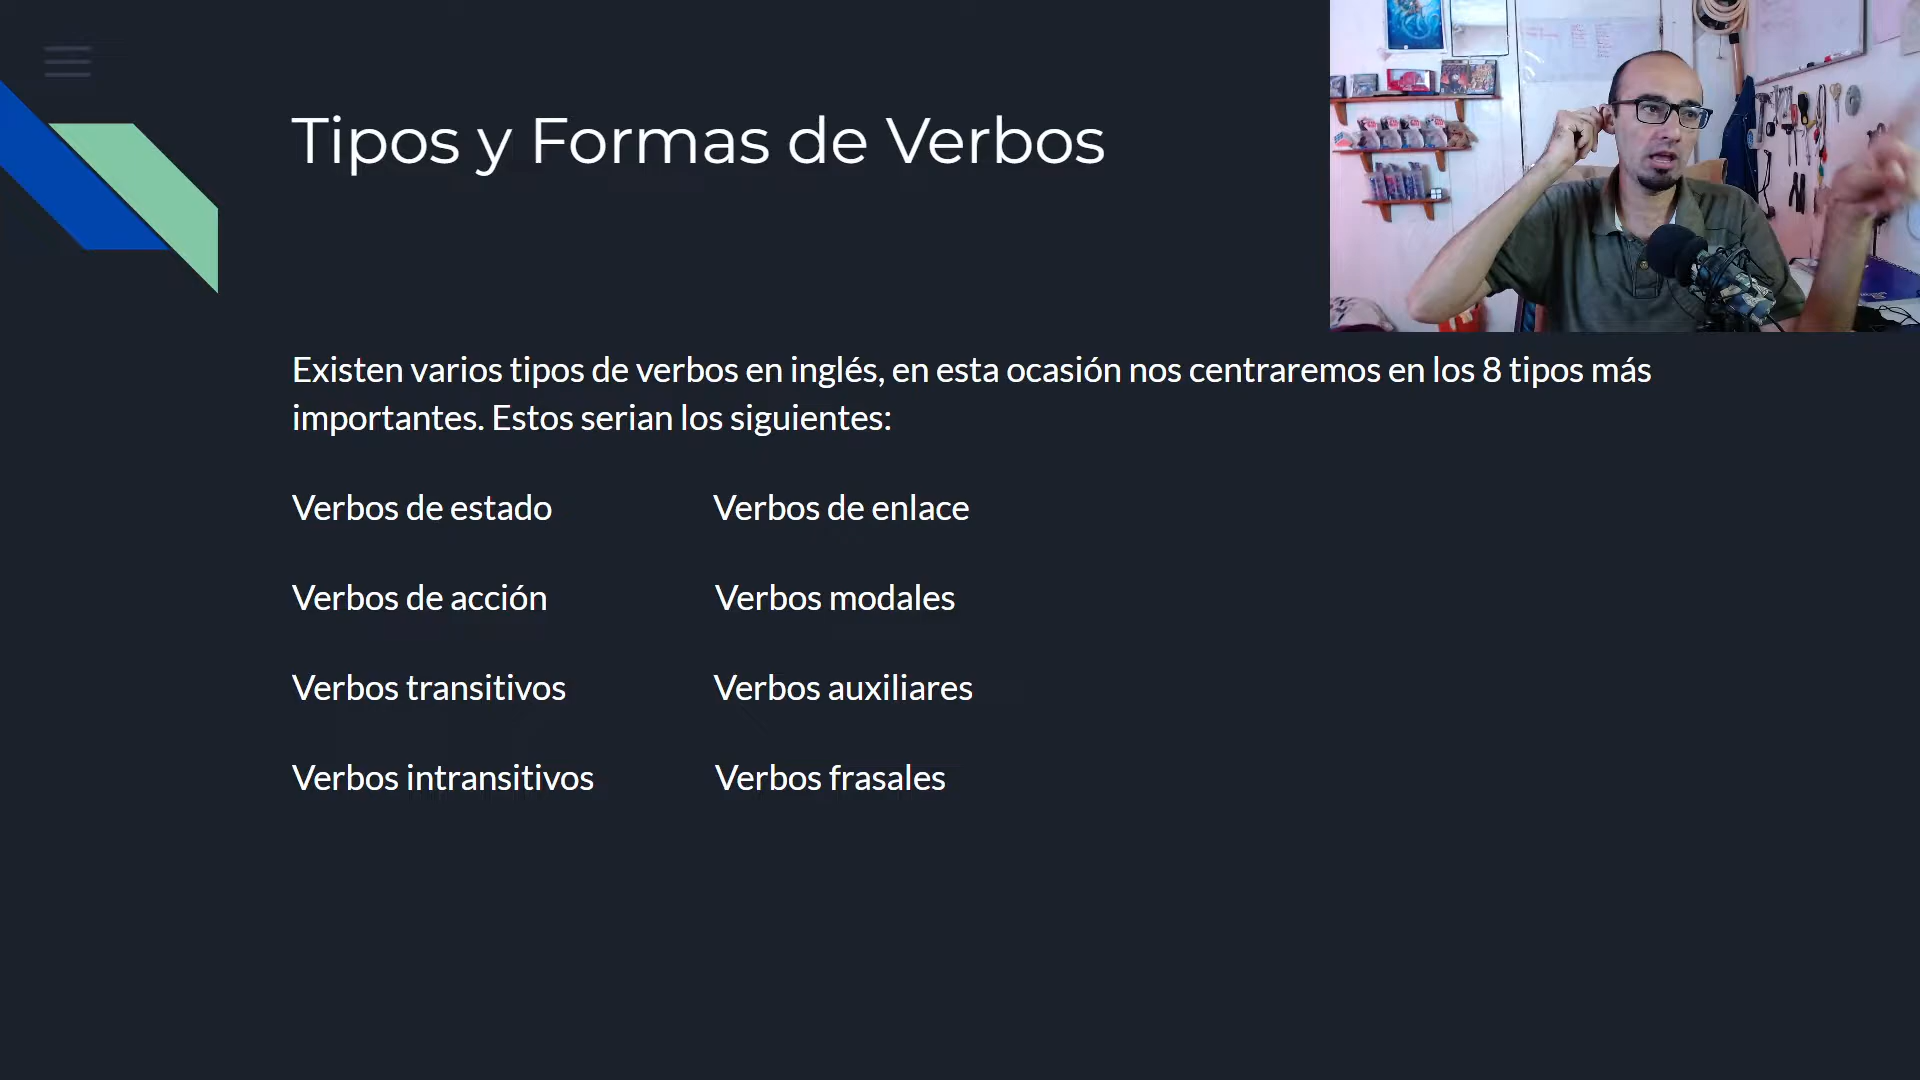 Tipos y Formas de Verbos
Existen varios tipos de verbos en inglés, en esta ocasión nos centraremos en los 8 tipos más
importantes. Estos serian los siguientes:
Verbos de estado Verbos de enlace
Verbos de acción Verbos modales
Verbos transitivos Verbos auxiliares
Verbos intransitivos Verbos frasales